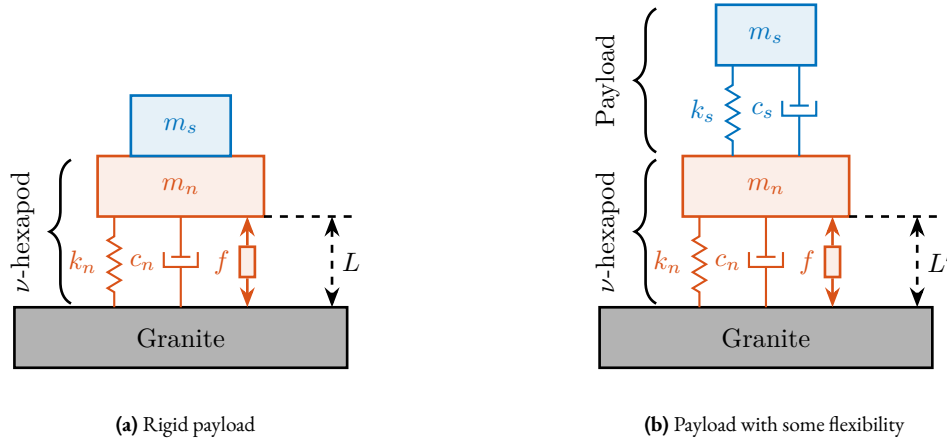 m_s
m_n
ν-hexapod
k_n
c_n
f
L
Granite
(a) Rigid payload
m_s
Payload
k_s
c_s
m_n
ν-hexapod
k_n
c_n
f
L'
Granite
(b) Payload with some flexibility